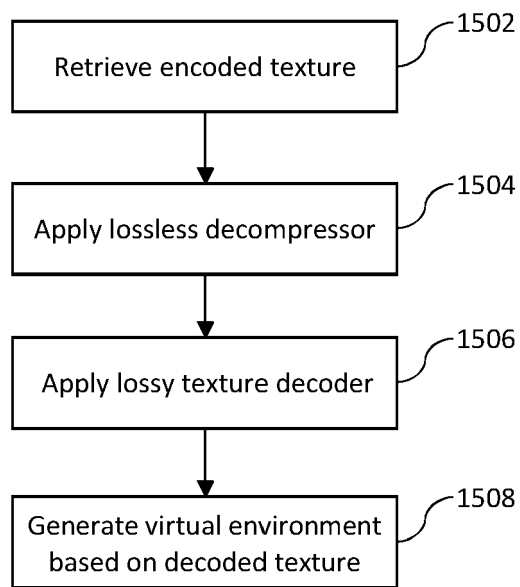 1502
Retrieve encoded texture
1504
Apply lossless decompressor
1506
Apply lossy texture decoder
1508
Generate virtual environment
based on decoded texture